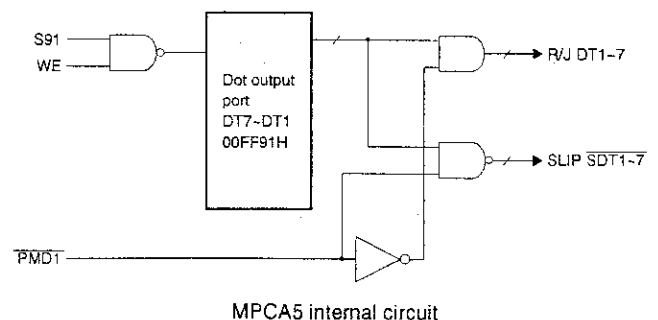 S91
WE
Dot output
port
DT7~DT1
00FF91H
R/J DT1~7
SLIP SDT1~7
PMD1
MPCA5 internal circuit